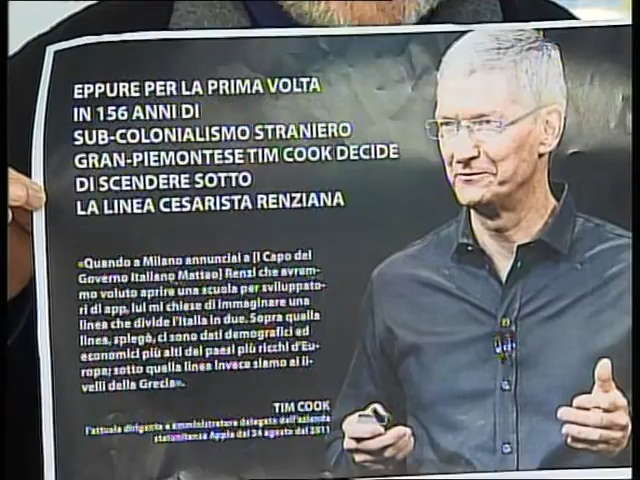 EPPURE PER LA PRIMA VOLTA
IN 156 ANNI DI
SUB-COLONIALISMO STRANIERO
GRAN-PIEMONTESE TIM COOK DECIDE
DI SCENDERE SOTTO
LA LINEA CESARISTA RENZIANA
«Quando a Milano annunciai a [il Capo del
Governo Italiano Matteo] Renzi che avrem-
mo voluto aprire una scuola per sviluppato-
ri di app, lui mi chiese di immaginare una
linea che divide l'Italia in due. Sopra quella
linea, spiegò, ci sono dati demografici ed
economici più alti dei paesi più ricchi d'Eu-
ropa; sotto quella linea invece siamo ai li-
velli della Grecia».
TIM COOK
l'attuale dirigente e amministratore delegato dell'azienda
statunitense Apple dal 24 agosto del 2011